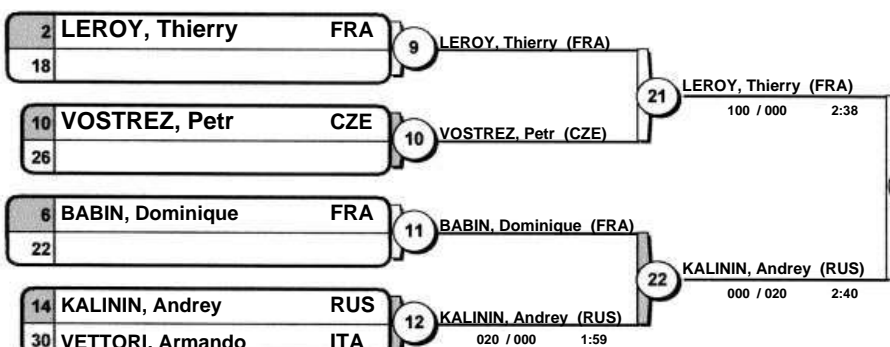 2 LEROY, Thierry FRA
18
9
LEROY, Thierry (FRA)
10 VOSTREZ, Petr CZE
26
10
VOSTREZ, Petr (CZE)
21
LEROY, Thierry (FRA)
100 / 000 2:38
6 BABIN, Dominique FRA
22
11
BABIN, Dominique (FRA)
14 KALININ, Andrey RUS
30 VETTORI, Armando ITA
12
KALININ, Andrey (RUS)
020 / 000 1:59
22
KALININ, Andrey (RUS)
000 / 020 2:40